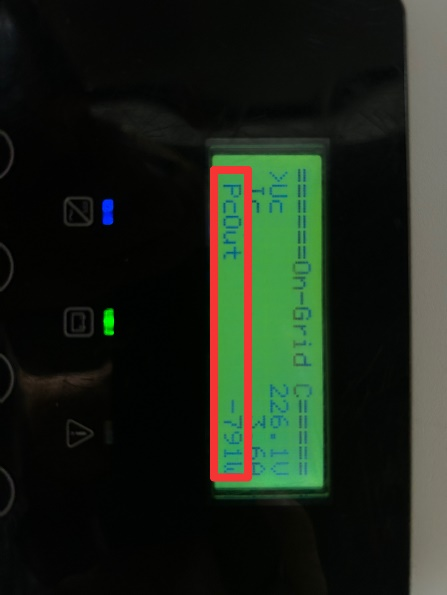 ======On-Grid C=====
>Uc 226.1V
Ic 3.6A
PcOut -791W